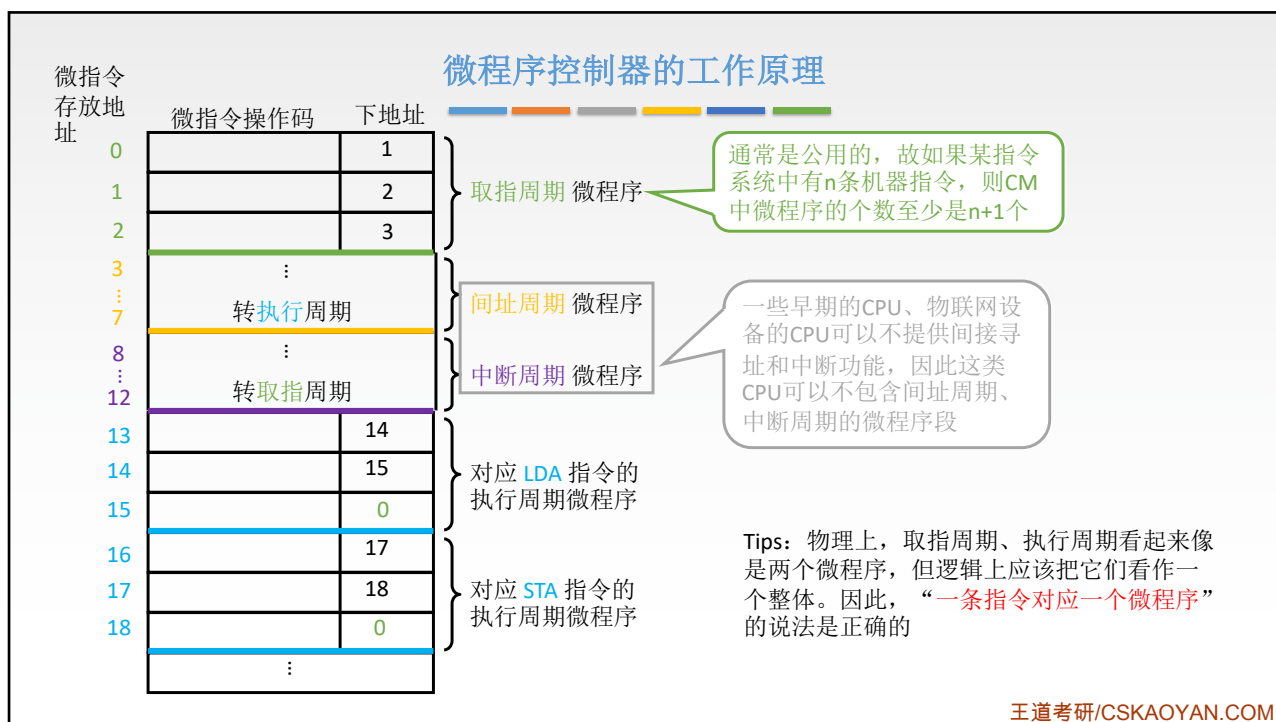 微程序控制器的工作原理
微指令
存放地
址
微指令操作码 下地址
0 1
1 2
2 3
取指周期 微程序
通常是公用的，故如果某指令
系统中有n条机器指令，则CM
中微程序的个数至少是n+1个
3
⋮
7
⋮
转执行周期
间址周期 微程序
8
⋮
12
⋮
转取指周期
中断周期 微程序
一些早期的CPU、物联网设
备的CPU可以不提供间接寻
址和中断功能，因此这类
CPU可以不包含间址周期、
中断周期的微程序段
13 14
14 15
15 0
对应 LDA 指令的
执行周期微程序
16 17
17 18
18 0
对应 STA 指令的
执行周期微程序
⋮
Tips：物理上，取指周期、执行周期看起来像
是两个微程序，但逻辑上应该把它们看作一
个整体。因此，“一条指令对应一个微程序”
的说法是正确的
王道考研/CSKAOYAN.COM